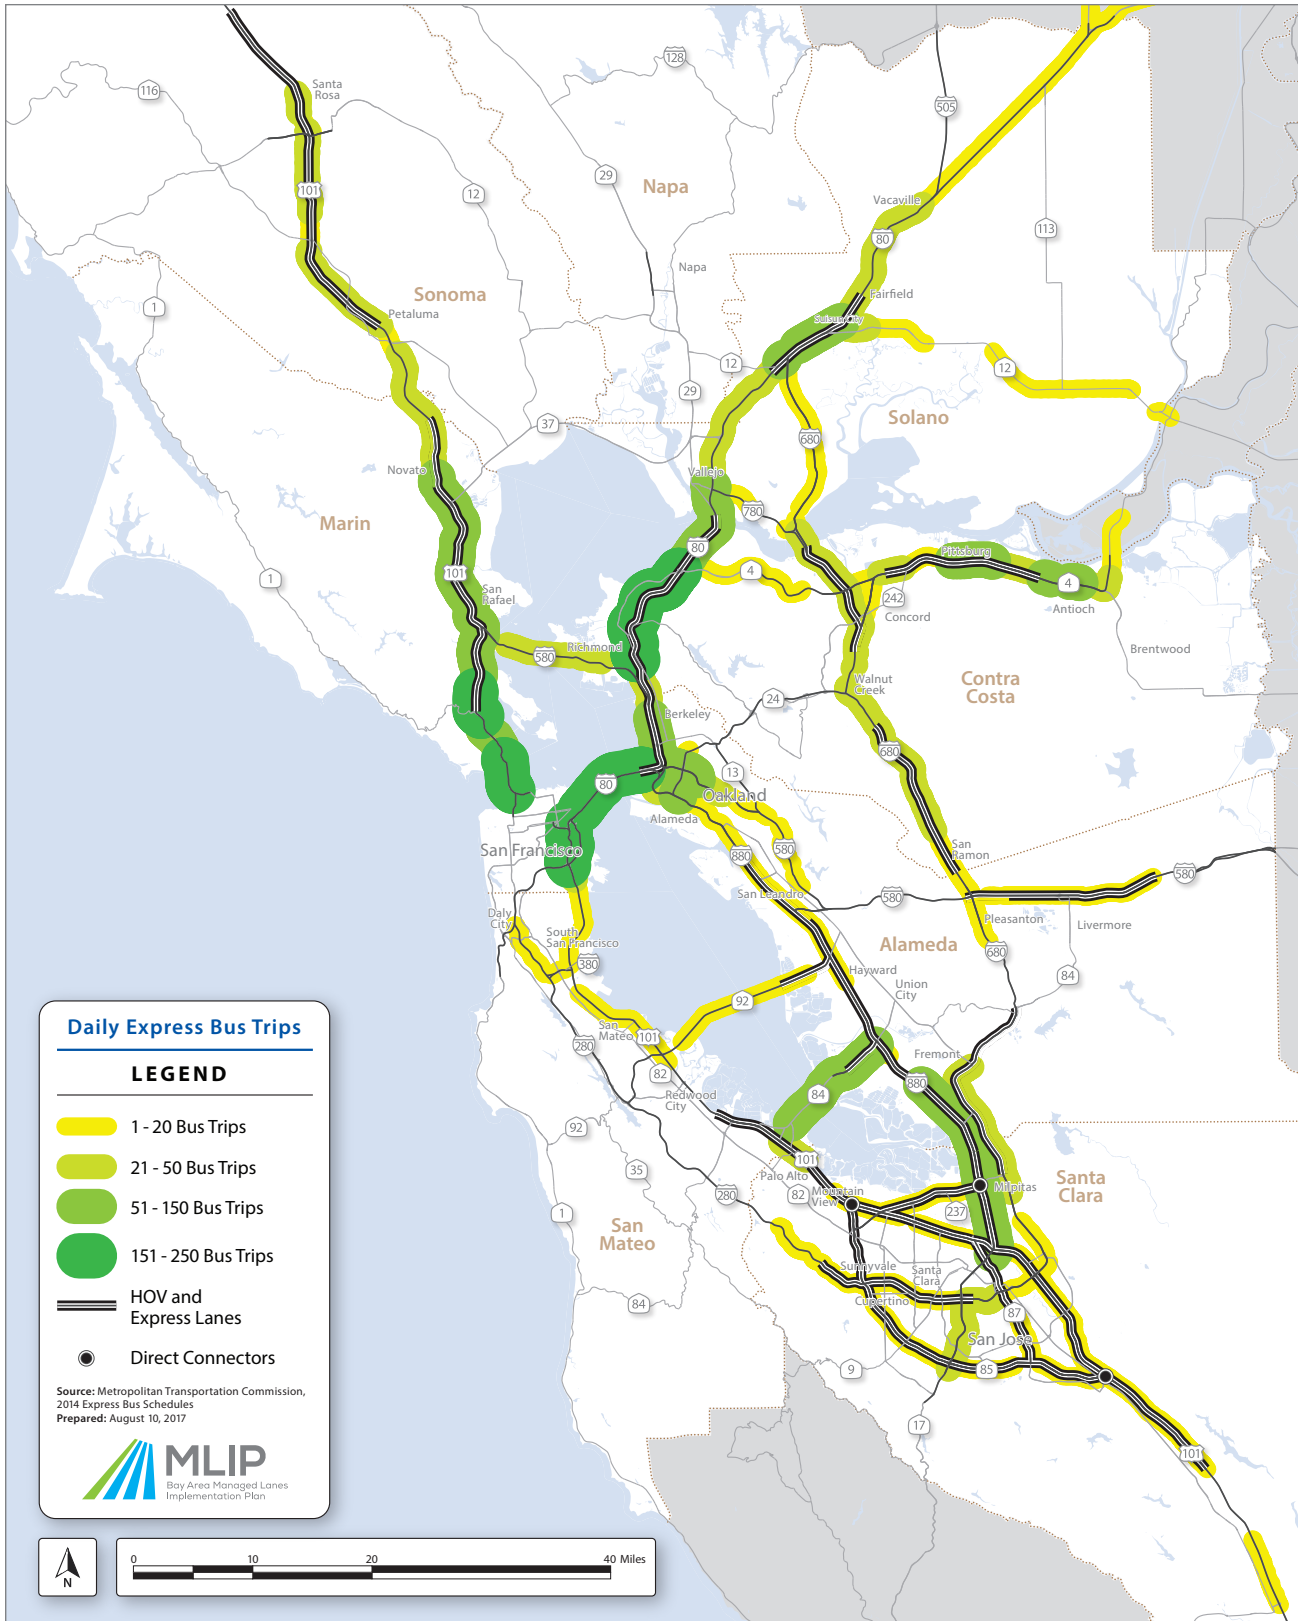 128
116
Santa
Rosa
505
29
Napa
101
12
Vacaville
113
80
Napa
Sonoma
Fairfield
1
Petaluma
Suisun City
12
12
29
Solano
37
680
Novato
Vallejo
Marin
780
80
Pittsburg
101
4
4
1
San
Rafael
242
Antioch
Concord
Richmond
580
Brentwood
Walnut
Creek
Contra
Costa
24
Berkeley
680
13
80
Oakland
Alameda
San Francisco
880
580
San
Ramon
580
San Leandro
580
Daly
City
Pleasanton
Livermore
South
San Francisco
Alameda
680
380
Hayward
84
Union
City
92
San
Mateo
101
280
Fremont
82
880
Redwood
City
84
92
101
Palo Alto
35
Santa
Clara
Milpitas
Mountain
View
82
280
237
1
San
Mateo
Sunnyvale
Santa
Clara
Cupertino
84
87
San Jose
9
85
17
101
Daily Express Bus Trips
LEGEND
1 - 20 Bus Trips
21 - 50 Bus Trips
51 - 150 Bus Trips
151 - 250 Bus Trips
HOV and
Express Lanes
Direct Connectors
Source: Metropolitan Transportation Commission,
2014 Express Bus Schedules
Prepared: August 10, 2017
MLIP
Bay Area Managed Lanes
Implementation Plan
N
0 10 20 40 Miles